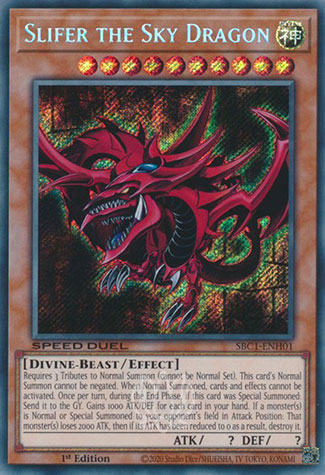 SLIFER THE SKY DRAGON
神
SPEED DUEL
SBC1-ENH01
[DIVINE-BEAST/EFFECT]
Requires 3 Tributes to Normal Summon (cannot be Normal Set). This card's Normal
Summon cannot be negated. When Normal Summoned, cards and effects cannot be
activated. Once per turn, during the End Phase, if this card was Special Summoned:
Send it to the GY. Gains 1000 ATK/DEF for each card in your hand. If a monster(s)
is Normal or Special Summoned to your opponent's field in Attack Position: That
monster(s) loses 2000 ATK, then if its ATK has been reduced to 0 as a result, destroy it.
ATK/ ? DEF/ ?
1st Edition
©2020 Studio Dice/SHUEISHA, TV TOKYO, KONAMI